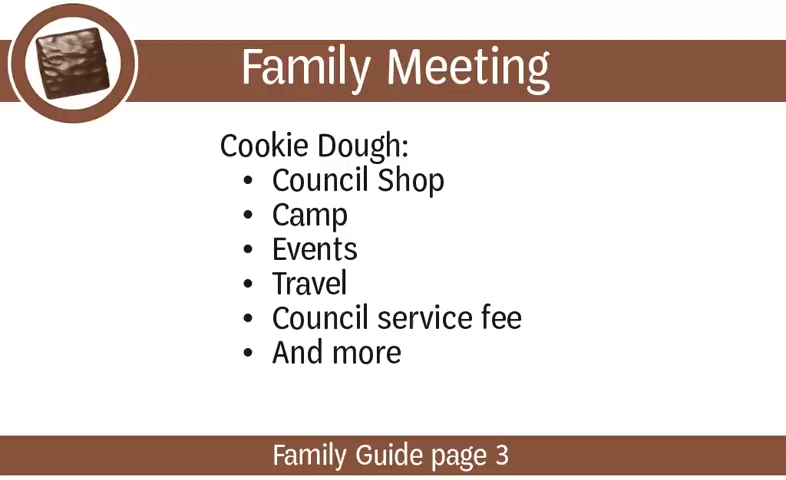 Family Meeting
Cookie Dough:
• Council Shop
• Camp
• Events
• Travel
• Council service fee
• And more
Family Guide page 3